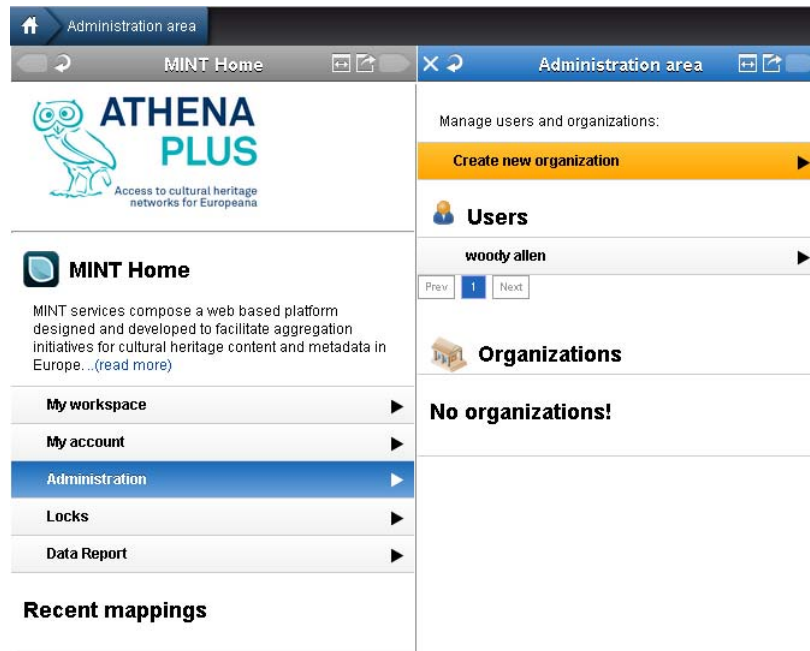 Administration area
MINT Home
ATHENA
PLUS
Access to cultural heritage
networks for Europeana
MINT Home
MINT services compose a web based platform
designed and developed to facilitate aggregation
initiatives for cultural heritage content and metadata in
Europe...(read more)
My workspace
My account
Administration
Locks
Data Report
Recent mappings
Administration area
Manage users and organizations:
Create new organization
Users
woody allen
Prev 1 Next
Organizations
No organizations!